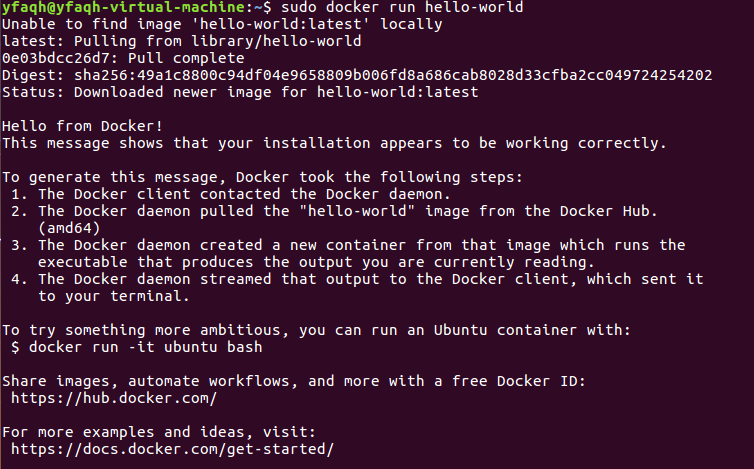 yfaqh@yfaqh-virtual-machine:~$ sudo docker run hello-world
Unable to find image 'hello-world:latest' locally
latest: Pulling from library/hello-world
0e03bdcc26d7: Pull complete
Digest: sha256:49a1c8800c94df04e9658809b006fd8a686cab8028d33cfba2cc049724254202
Status: Downloaded newer image for hello-world:latest

Hello from Docker!
This message shows that your installation appears to be working correctly.

To generate this message, Docker took the following steps:
 1. The Docker client contacted the Docker daemon.
 2. The Docker daemon pulled the "hello-world" image from the Docker Hub.
    (amd64)
 3. The Docker daemon created a new container from that image which runs the
    executable that produces the output you are currently reading.
 4. The Docker daemon streamed that output to the Docker client, which sent it
    to your terminal.

To try something more ambitious, you can run an Ubuntu container with:
 $ docker run -it ubuntu bash

Share images, automate workflows, and more with a free Docker ID:
 https://hub.docker.com/

For more examples and ideas, visit:
 https://docs.docker.com/get-started/